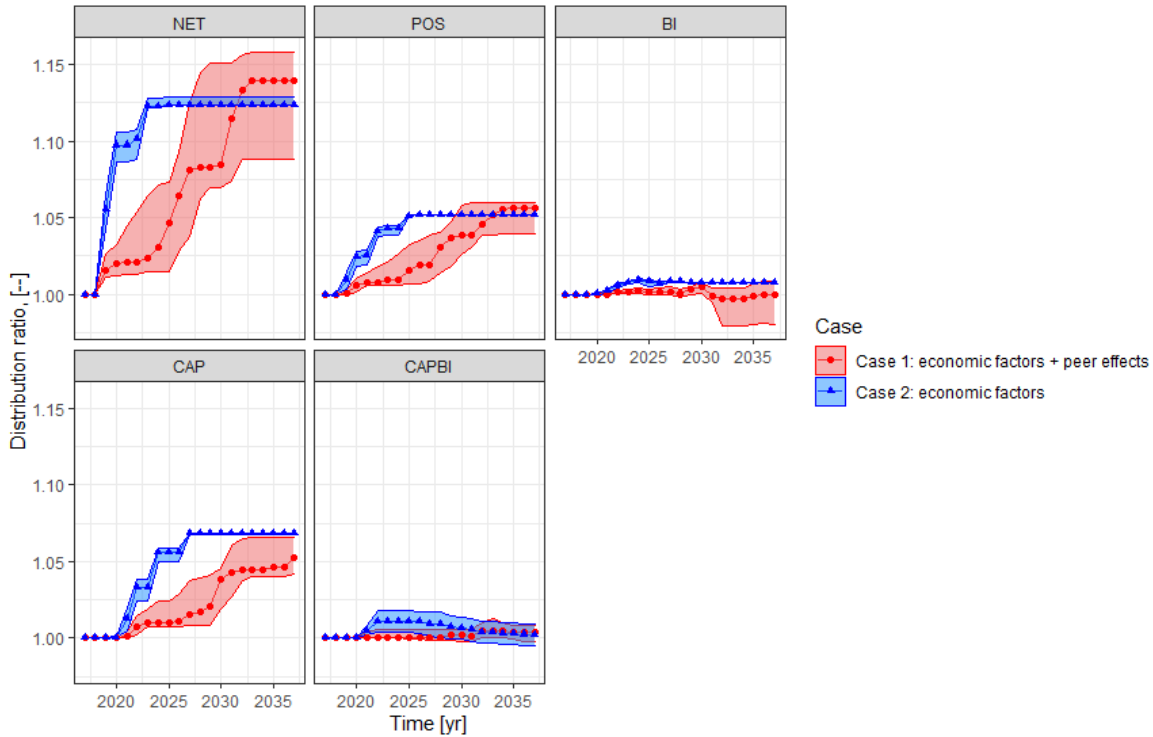 NET POS BI
1.15
1.10
1.05
1.00
2020 2025 2030 2035
CAP CAPBI
1.15
1.10
1.05
1.00
2020 2025 2030 2035 2020 2025 2030 2035
Distribution ratio, [--]
Time [yr]
Case
Case 1: economic factors + peer effects
Case 2: economic factors